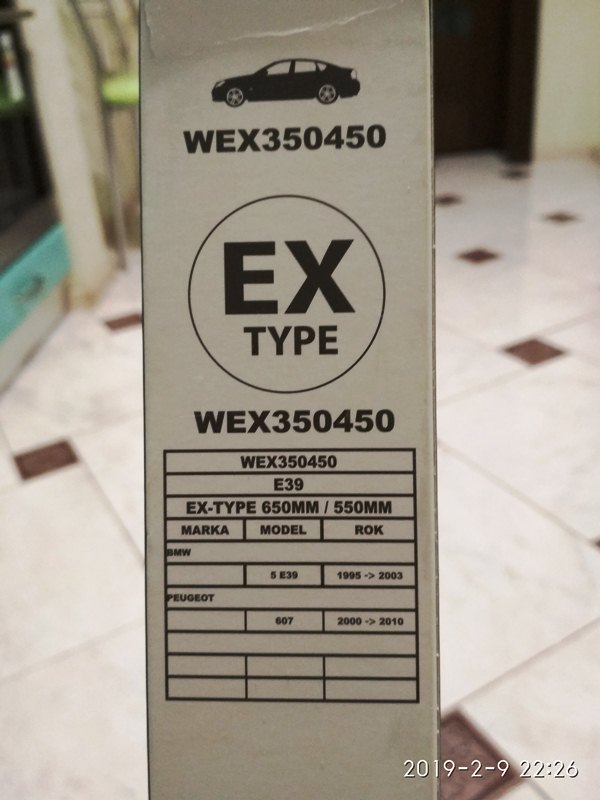 WEX350450
EX
TYPE
WEX350450
WEX350450
E39
EX-TYPE 650MM / 550MM
MARKA MODEL ROK
BMW
5 E39 1995 -> 2003
PEUGEOT
607 2000 -> 2010
2019-2-9 22:26